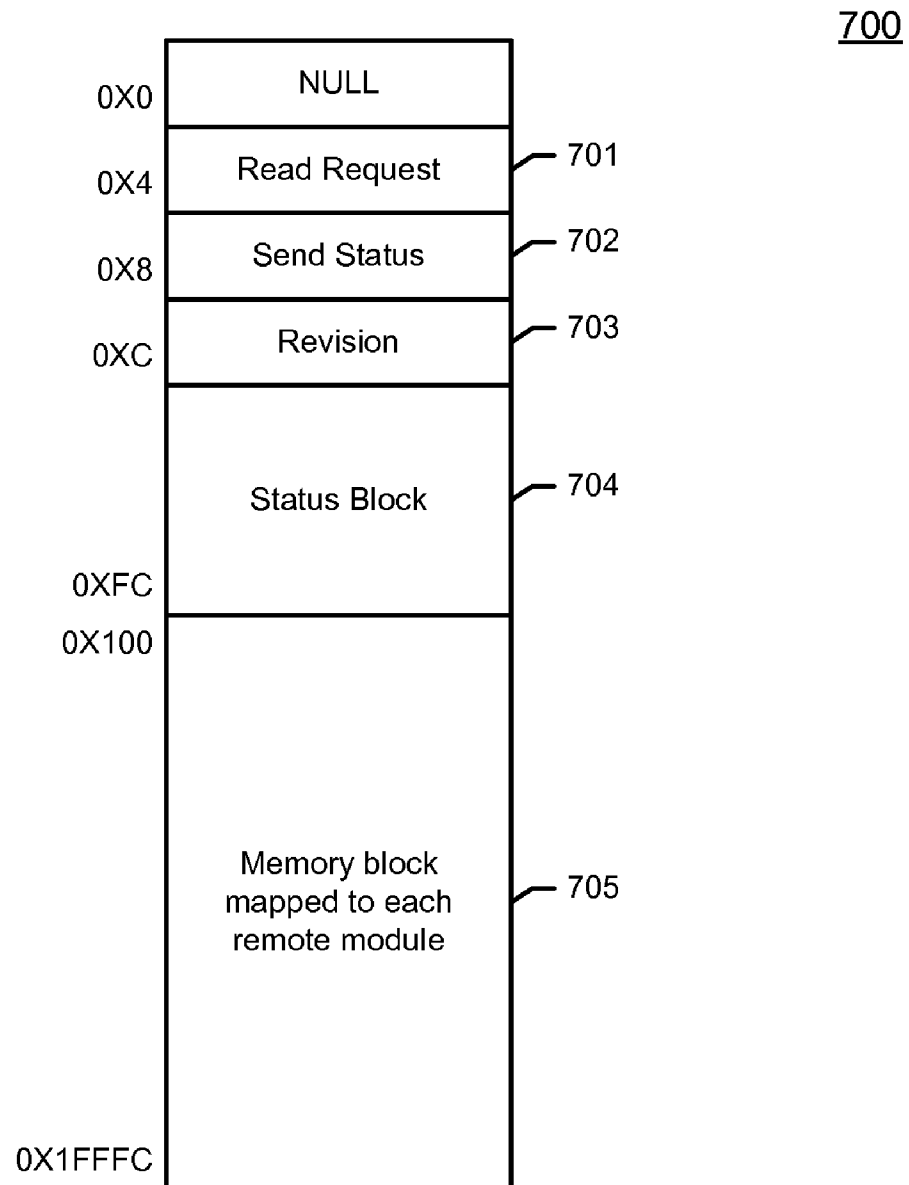 700
NULL
0X0
Read Request
701
0X4
Send Status
702
0X8
Revision
703
0XC
Status Block
704
0XFC
0X100
Memory block
mapped to each
remote module
705
0X1FFFC